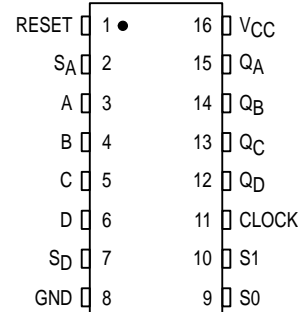 RESET 1 16 VCC
SA 2 15 QA
A 3 14 QB
B 4 13 QC
C 5 12 QD
D 6 11 CLOCK
SD 7 10 S1
GND 8 9 S0